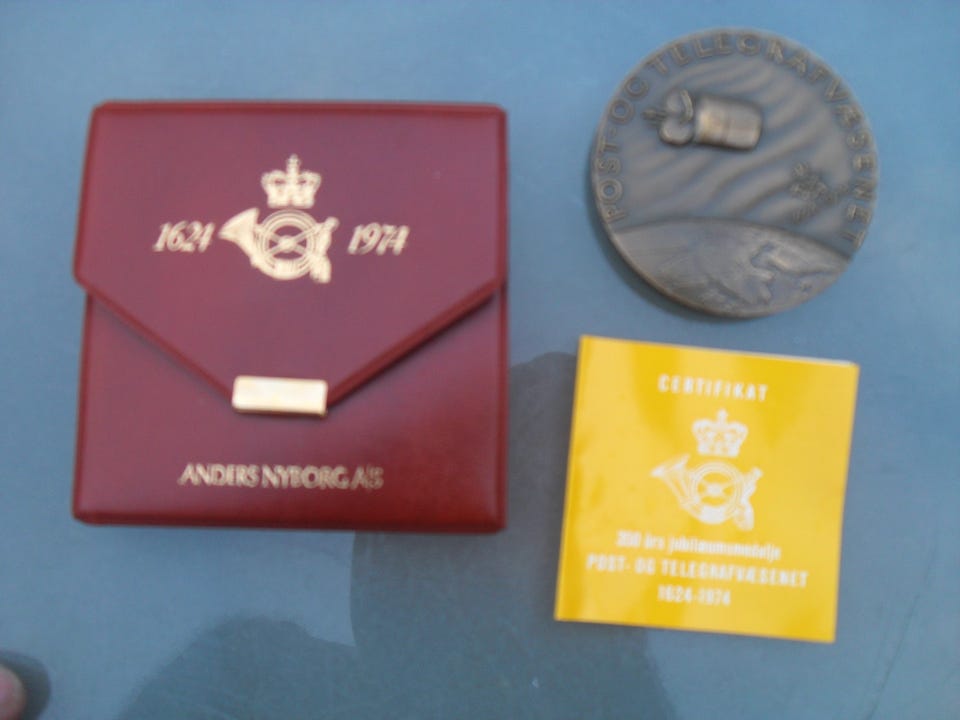 1624 1974
ANDERS NYBORG A/S
POST- OG TELEGRAFVÆSENET
CERTIFIKAT
350 års jubilæumsmedalje
POST- OG TELEGRAFVÆSENET
1624-1974